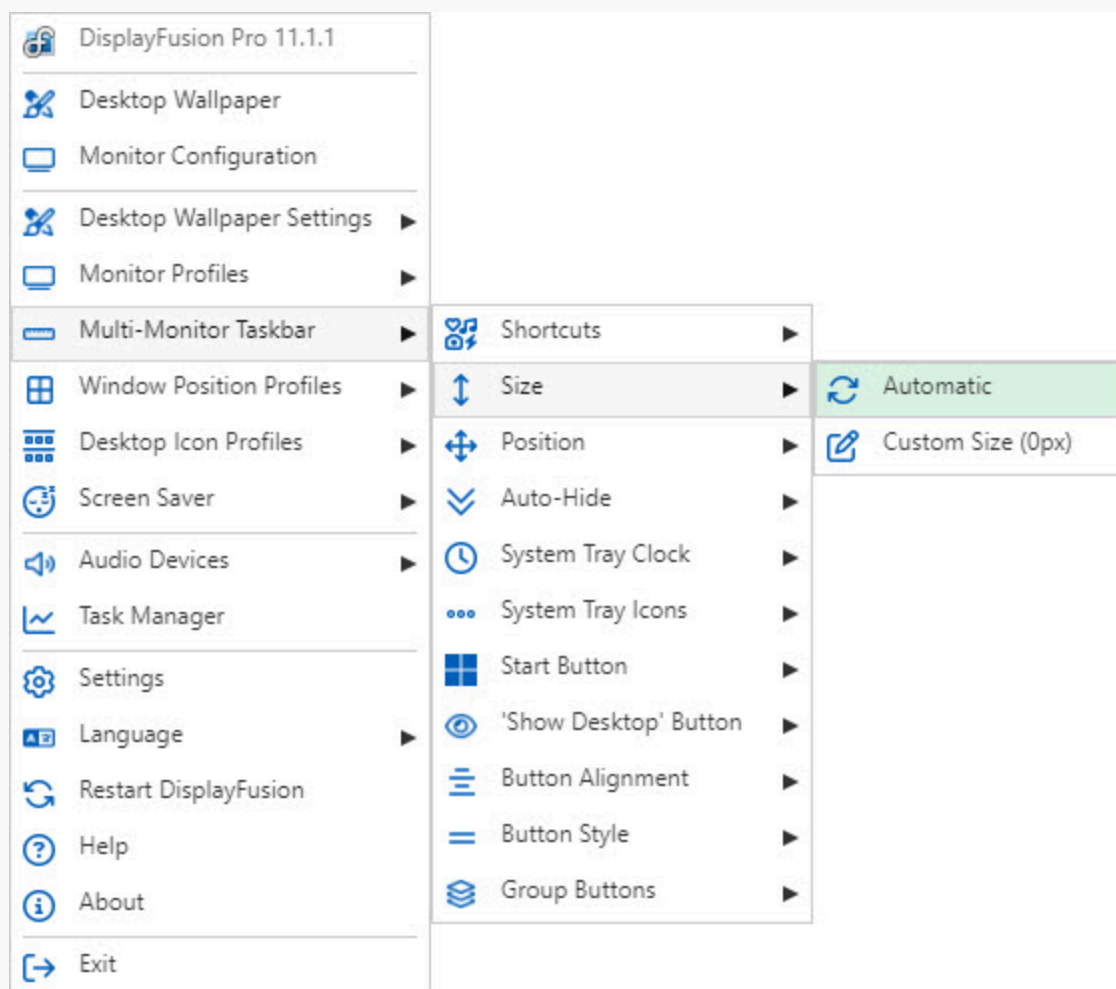 DisplayFusion Pro 11.1.1
Desktop Wallpaper
Monitor Configuration
Desktop Wallpaper Settings
Monitor Profiles
Multi-Monitor Taskbar
Window Position Profiles
Desktop Icon Profiles
Screen Saver
Audio Devices
Task Manager
Settings
Language
Restart DisplayFusion
Help
About
Exit
Shortcuts
Size
Position
Auto-Hide
System Tray Clock
System Tray Icons
Start Button
'Show Desktop' Button
Button Alignment
Button Style
Group Buttons
Automatic
Custom Size (0px)